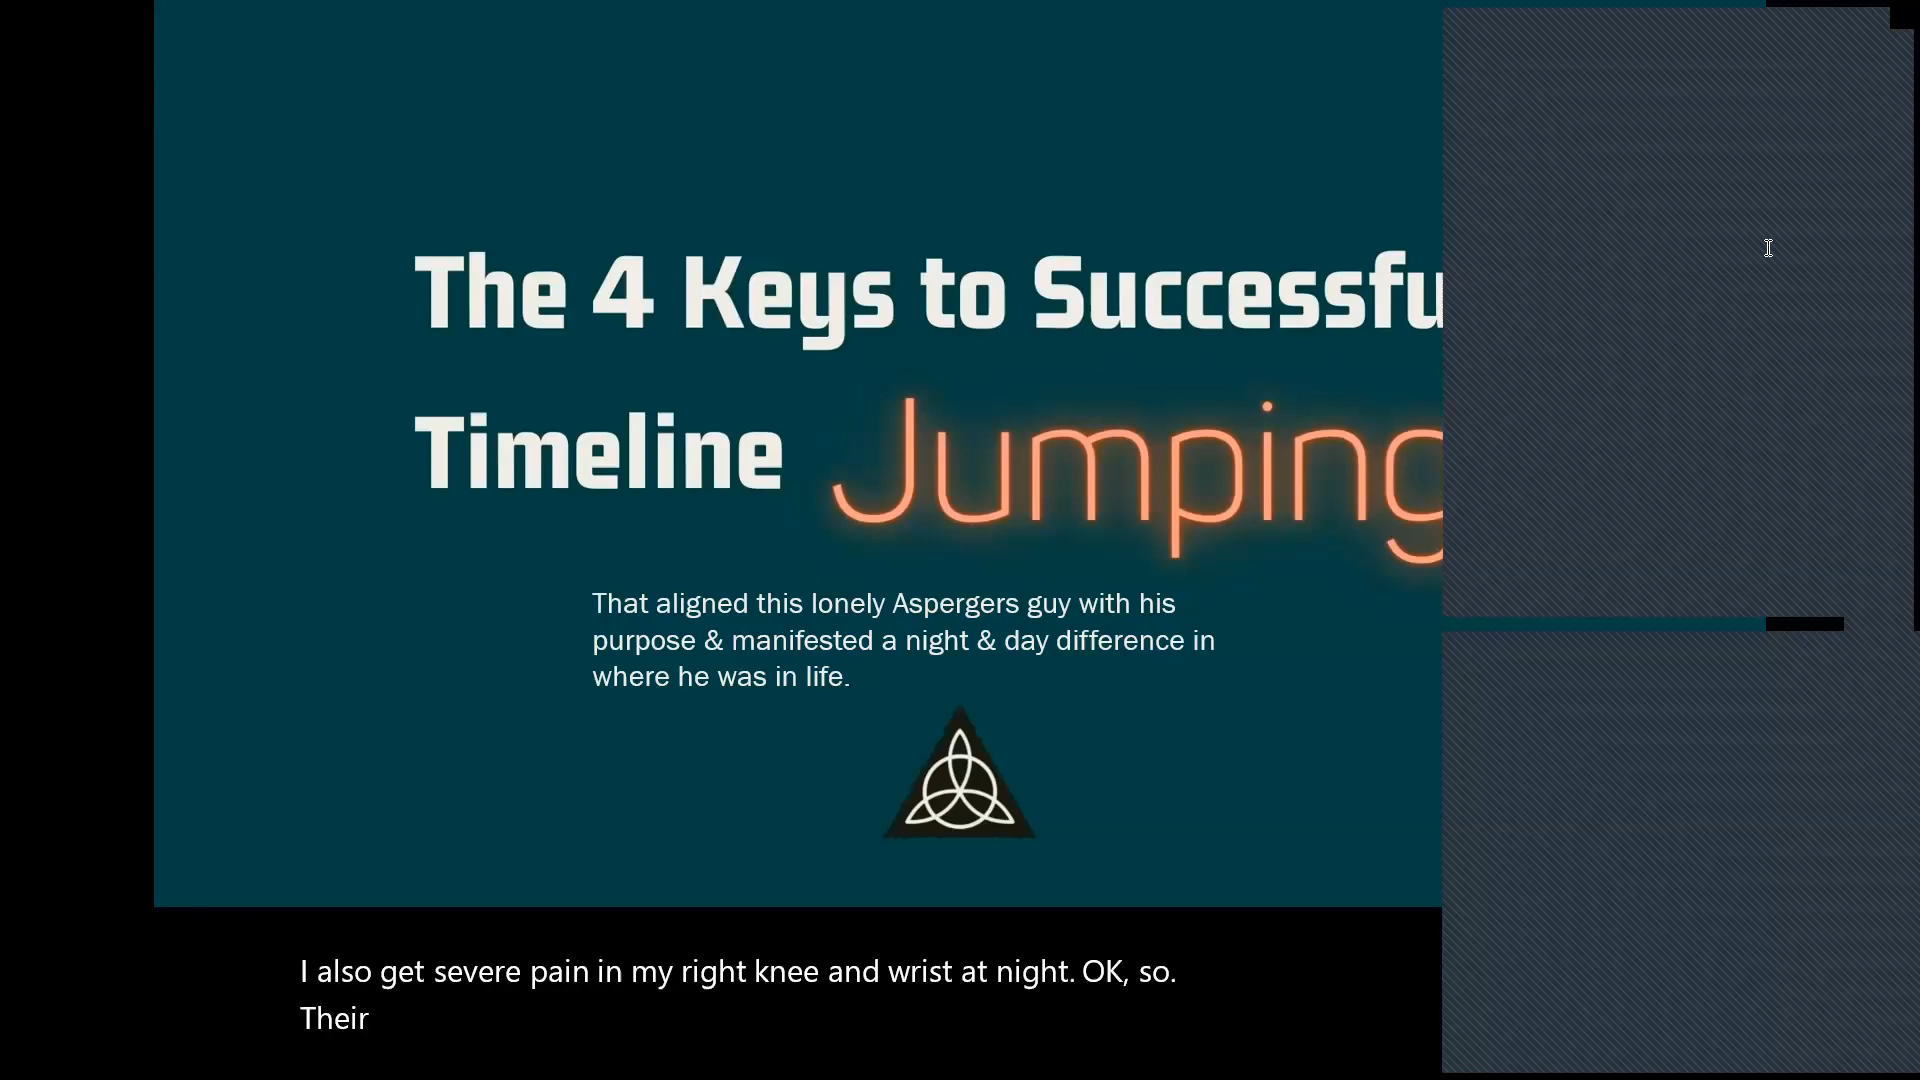 The 4 Keys to Successfu
Timeline Jumping
That aligned this lonely Aspergers guy with his
purpose & manifested a night & day difference in
where he was in life.
I also get severe pain in my right knee and wrist at night. OK, so.
Their